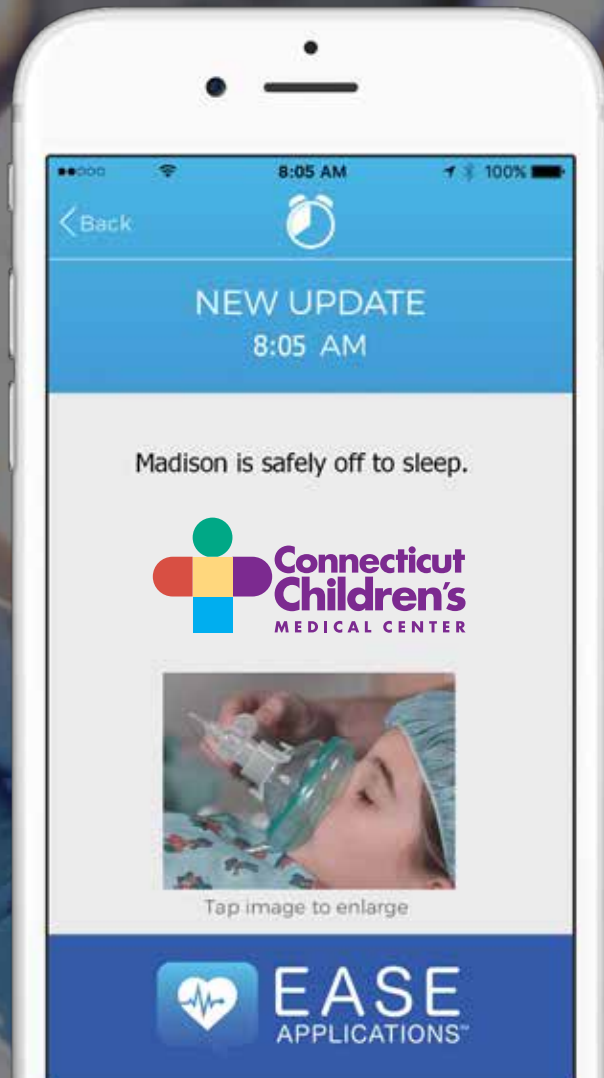 8:05 AM
100%
Back
NEW UPDATE
8:05 AM
Madison is safely off to sleep.
Connecticut
Children's
MEDICAL CENTER
Tap image to enlarge
EASE
APPLICATIONS™